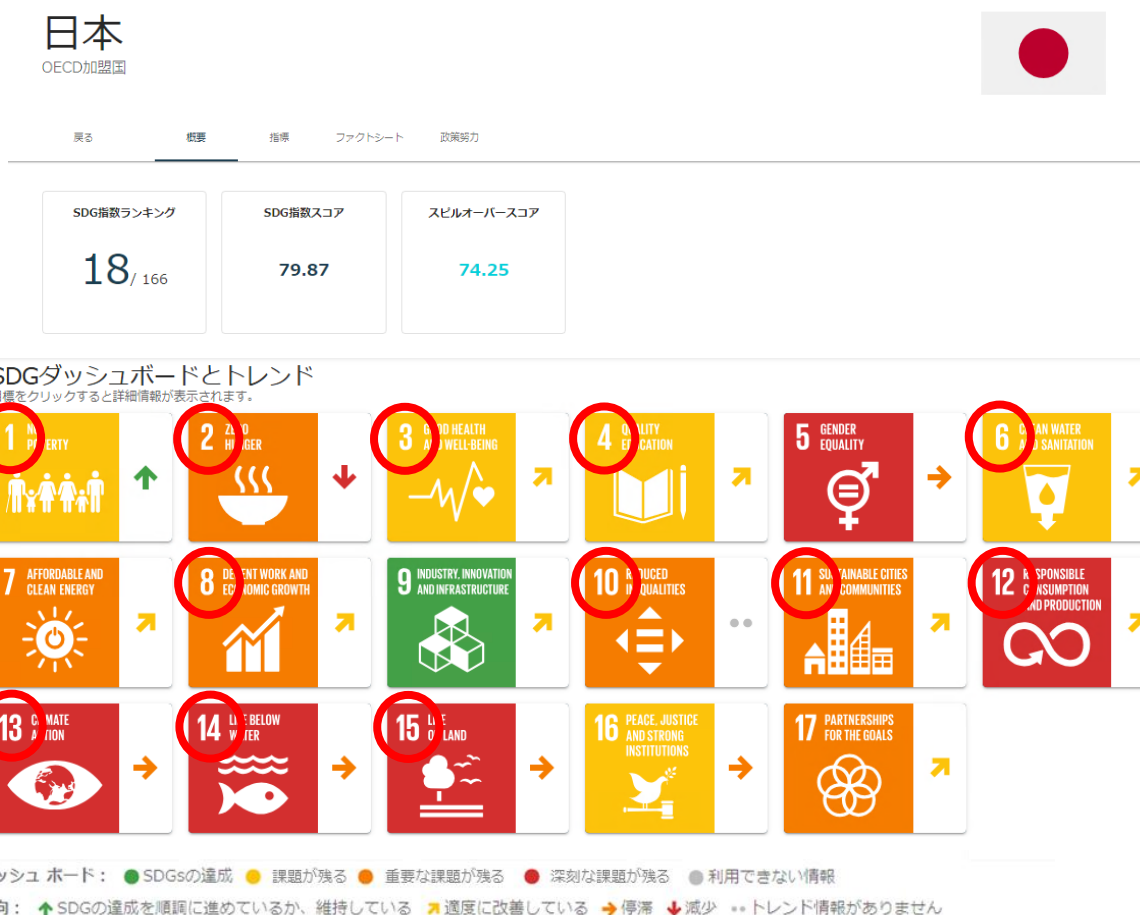 日本
OECD加盟国
戻る 概要 指標 ファクトシート 政策努力
SDG指数ランキング SDG指数スコア スピルオーバースコア
18/ 166 79.87 74.25
SDGダッシュボードとトレンド
標をクリックすると詳細情報が表示されます。
1 ERTY
2 HUNGER
3 HEALTH
WELL-BEING
4
5 GENDER
EQUALITY
6 WATER
SANITATION
7 AFFORDABLE AND
CLEAN ENERGY
8 WORK AND
GROWTH
9 INDUSTRY, INNOVATION
AND INFRASTRUCTURE
10
11 CITIES
COMMUNITIES
12
CONSUMPTION
AND PRODUCTION
13
14 BELOW
15
16 PEACE, JUSTICE
AND STRONG
INSTITUTIONS
17 PARTNERSHIPS
FOR THE GOALS
ッシュ ボード： SDGsの達成 課題が残る 重要な課題が残る 深刻な課題が残る 利用できない情報
向： SDGの達成を順調に進めているか、維持している 適度に改善している 停滞 減少 トレンド情報がありません